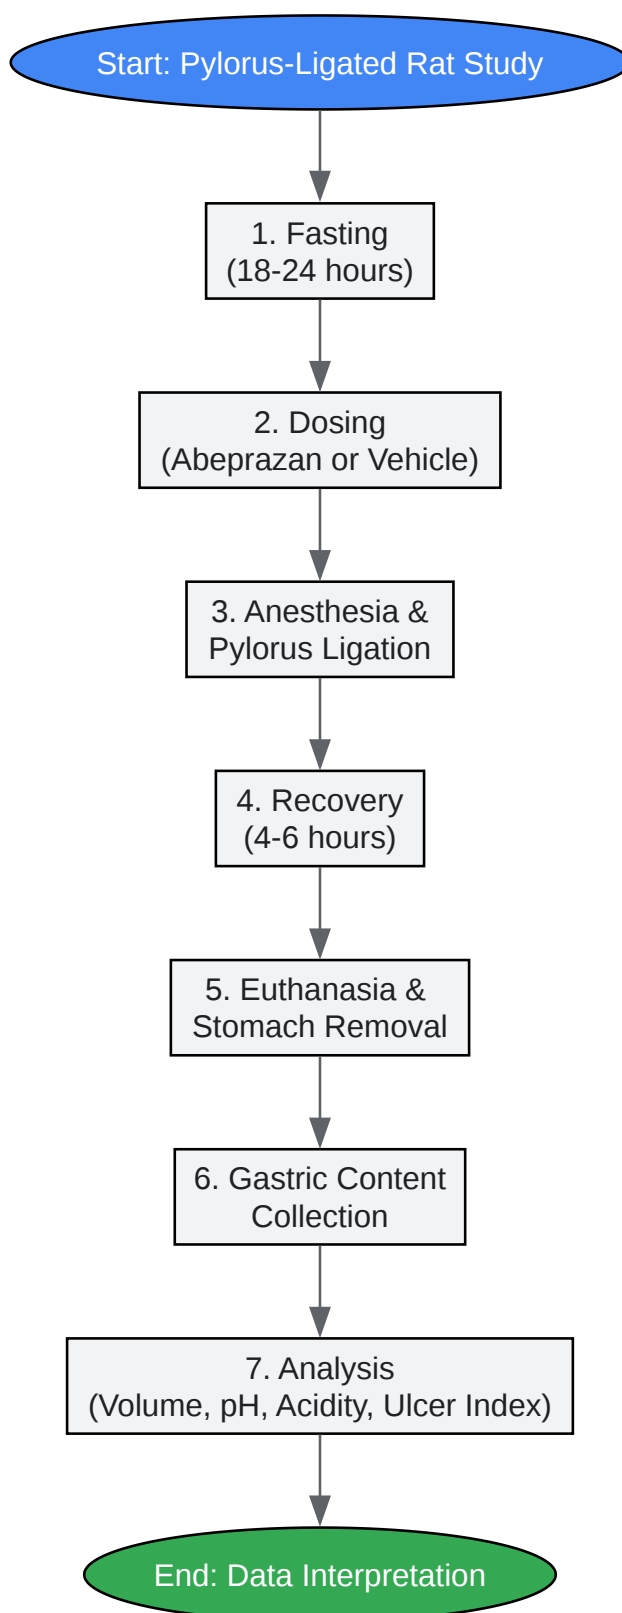 Start: Pylorus-Ligated Rat Study
1. Fasting
(18-24 hours)
2. Dosing
(Abeprazan or Vehicle)
3. Anesthesia &
Pylorus Ligation
4. Recovery
(4-6 hours)
5. Euthanasia &
Stomach Removal
6. Gastric Content
Collection
7. Analysis
(Volume, pH, Acidity, Ulcer Index)
End: Data Interpretation